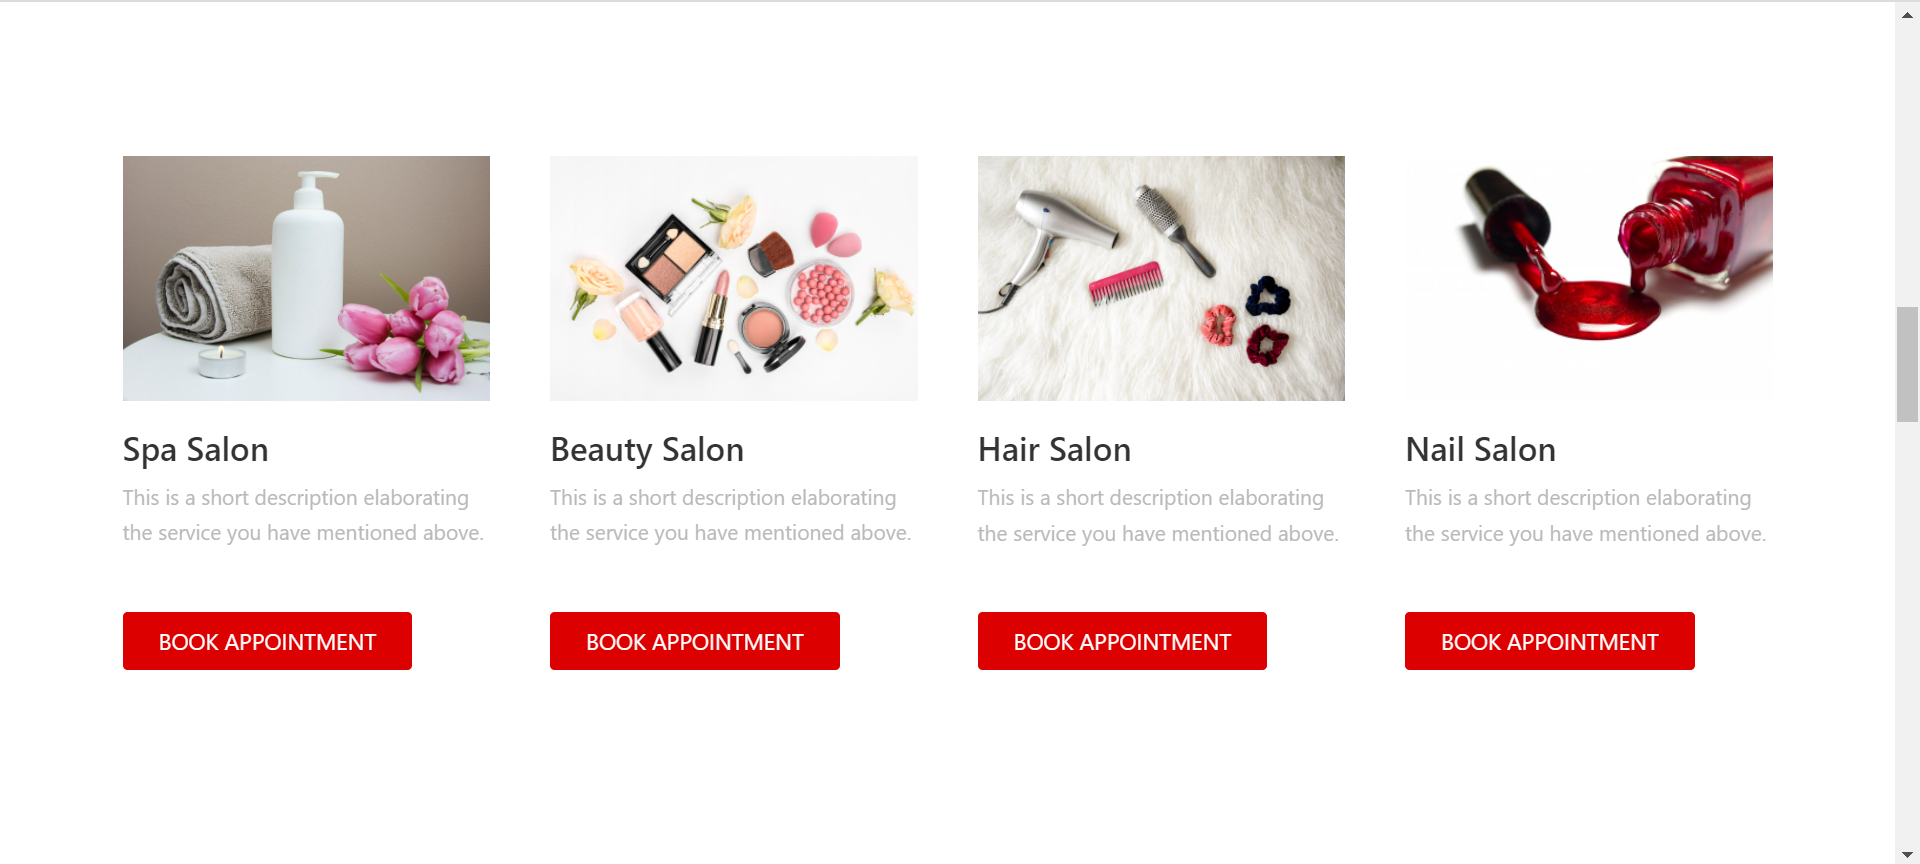 Spa Salon
This is a short description elaborating
the service you have mentioned above.
BOOK APPOINTMENT
Beauty Salon
This is a short description elaborating
the service you have mentioned above.
BOOK APPOINTMENT
Hair Salon
This is a short description elaborating
the service you have mentioned above.
BOOK APPOINTMENT
Nail Salon
This is a short description elaborating
the service you have mentioned above.
BOOK APPOINTMENT